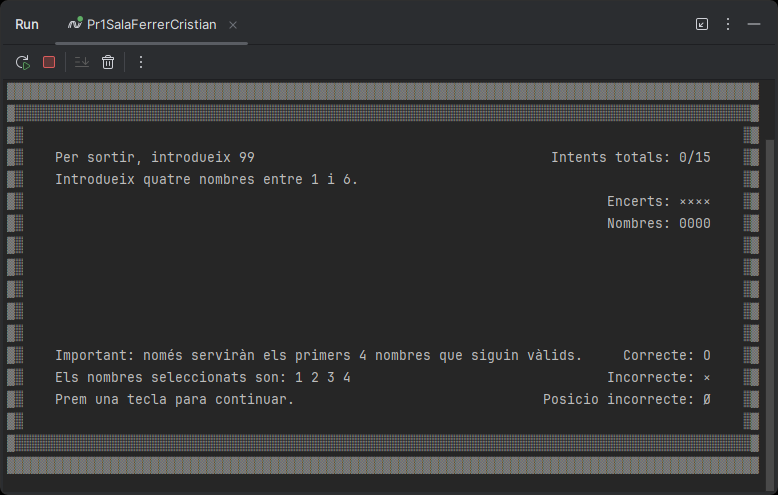 Run Pr1SalaFerrerCristian
Per sortir, introdueix 99 Intents totals: 0/15
Introdueix quatre nombres entre 1 i 6.
Encerts: ××××
Nombres: 0000
Important: només serviràn els primers 4 nombres que siguin vàlids. Correcte: O
Els nombres seleccionats son: 1 2 3 4 Incorrecte: ×
Prem una tecla para continuar. Posicio incorrecte: Ø